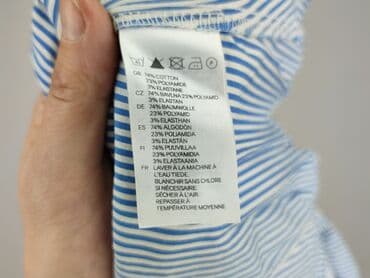 GB 74% COTTON
23% POLYAMIDE
3% ELASTANE
CZ 74% BAVLNA 23% POLYAMID
3% ELASTAN
DE 74% BAUMWOLLE
23% POLYAMID
3% ELASTHAN
ES 74% ALGODÓN
23% POLIAMIDA
3% ELASTÁN
FI 74% PUUVILLAA
23% POLYAMIDIA
3% ELASTAANIA
FR LAVER À LA MACHINE À
L'EAU TIÈDE.
BLANCHIR SANS CHLORE
SI NÉCESSAIRE.
SÉCHER À L'AIR.
REPASSER À
TEMPÉRATURE MOYENNE